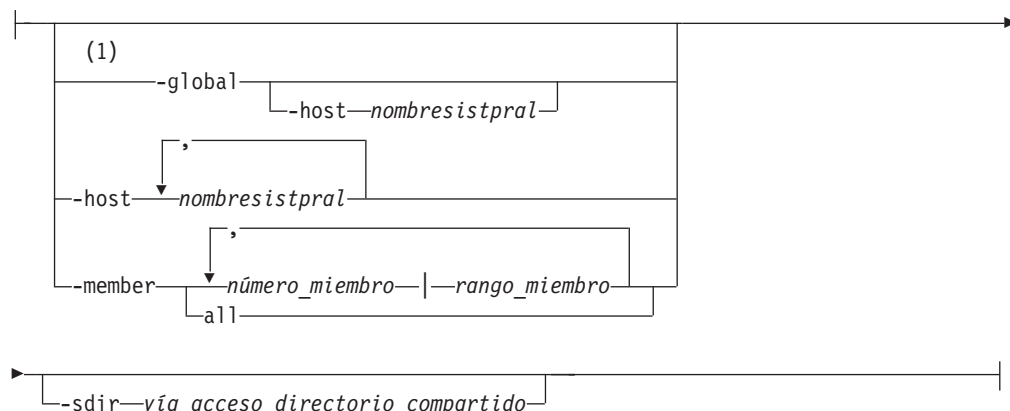 (1)
-global
-host nombresistpral
,
-host nombresistpral
,
-member número_miembro | rango_miembro
all
-sdir vía acceso directorio compartido